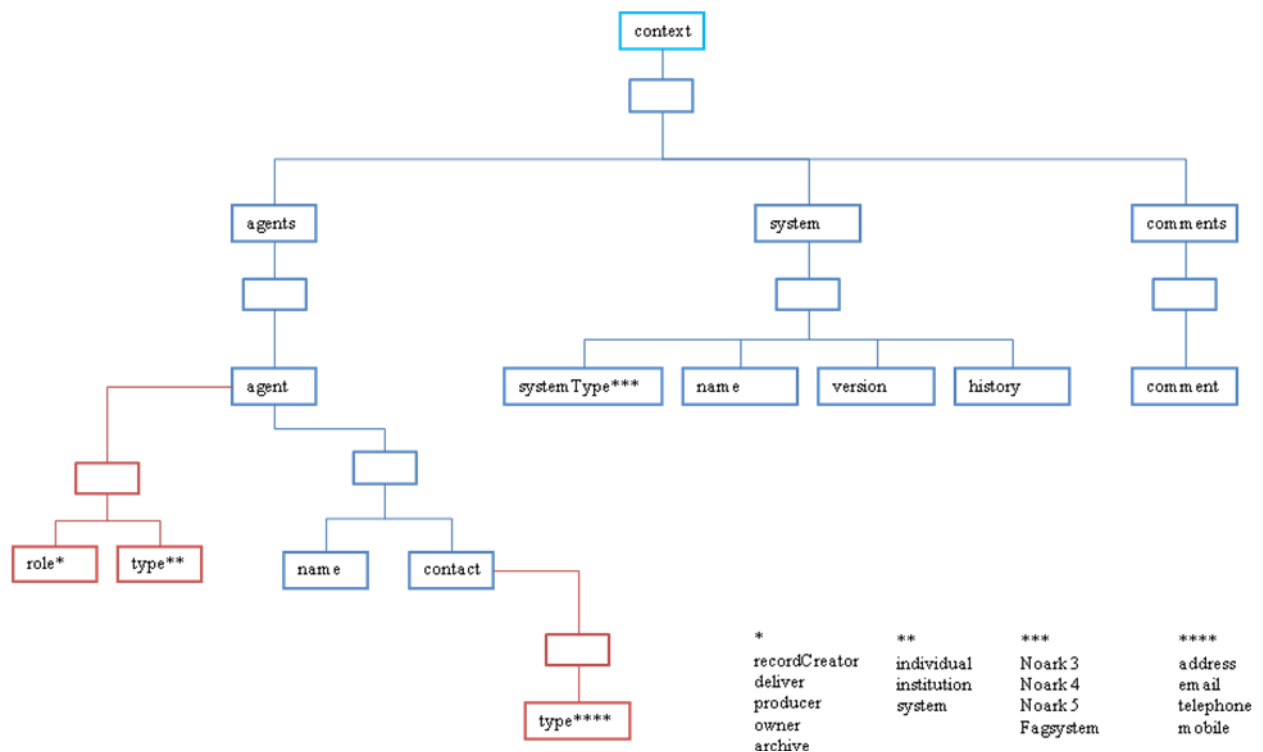 context
agents
system
comments
agent
systemType***
name
version
history
comment
role*
type**
name
contact
type****
*
recordCreator
deliver
producer
owner
archive
**
individual
institution
system
***
Noark 3
Noark 4
Noark 5
Fagsystem
****
address
email
telephone
mobile